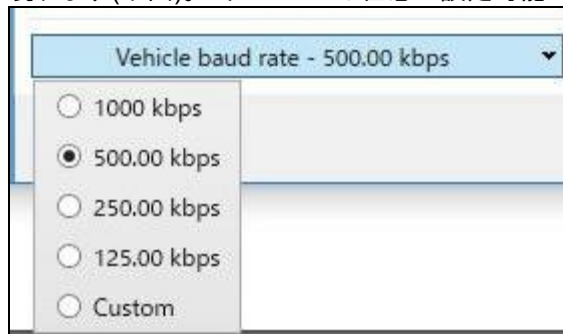 Vehicle baud rate - 500.00 kbps
1000 kbps
500.00 kbps
250.00 kbps
125.00 kbps
Custom